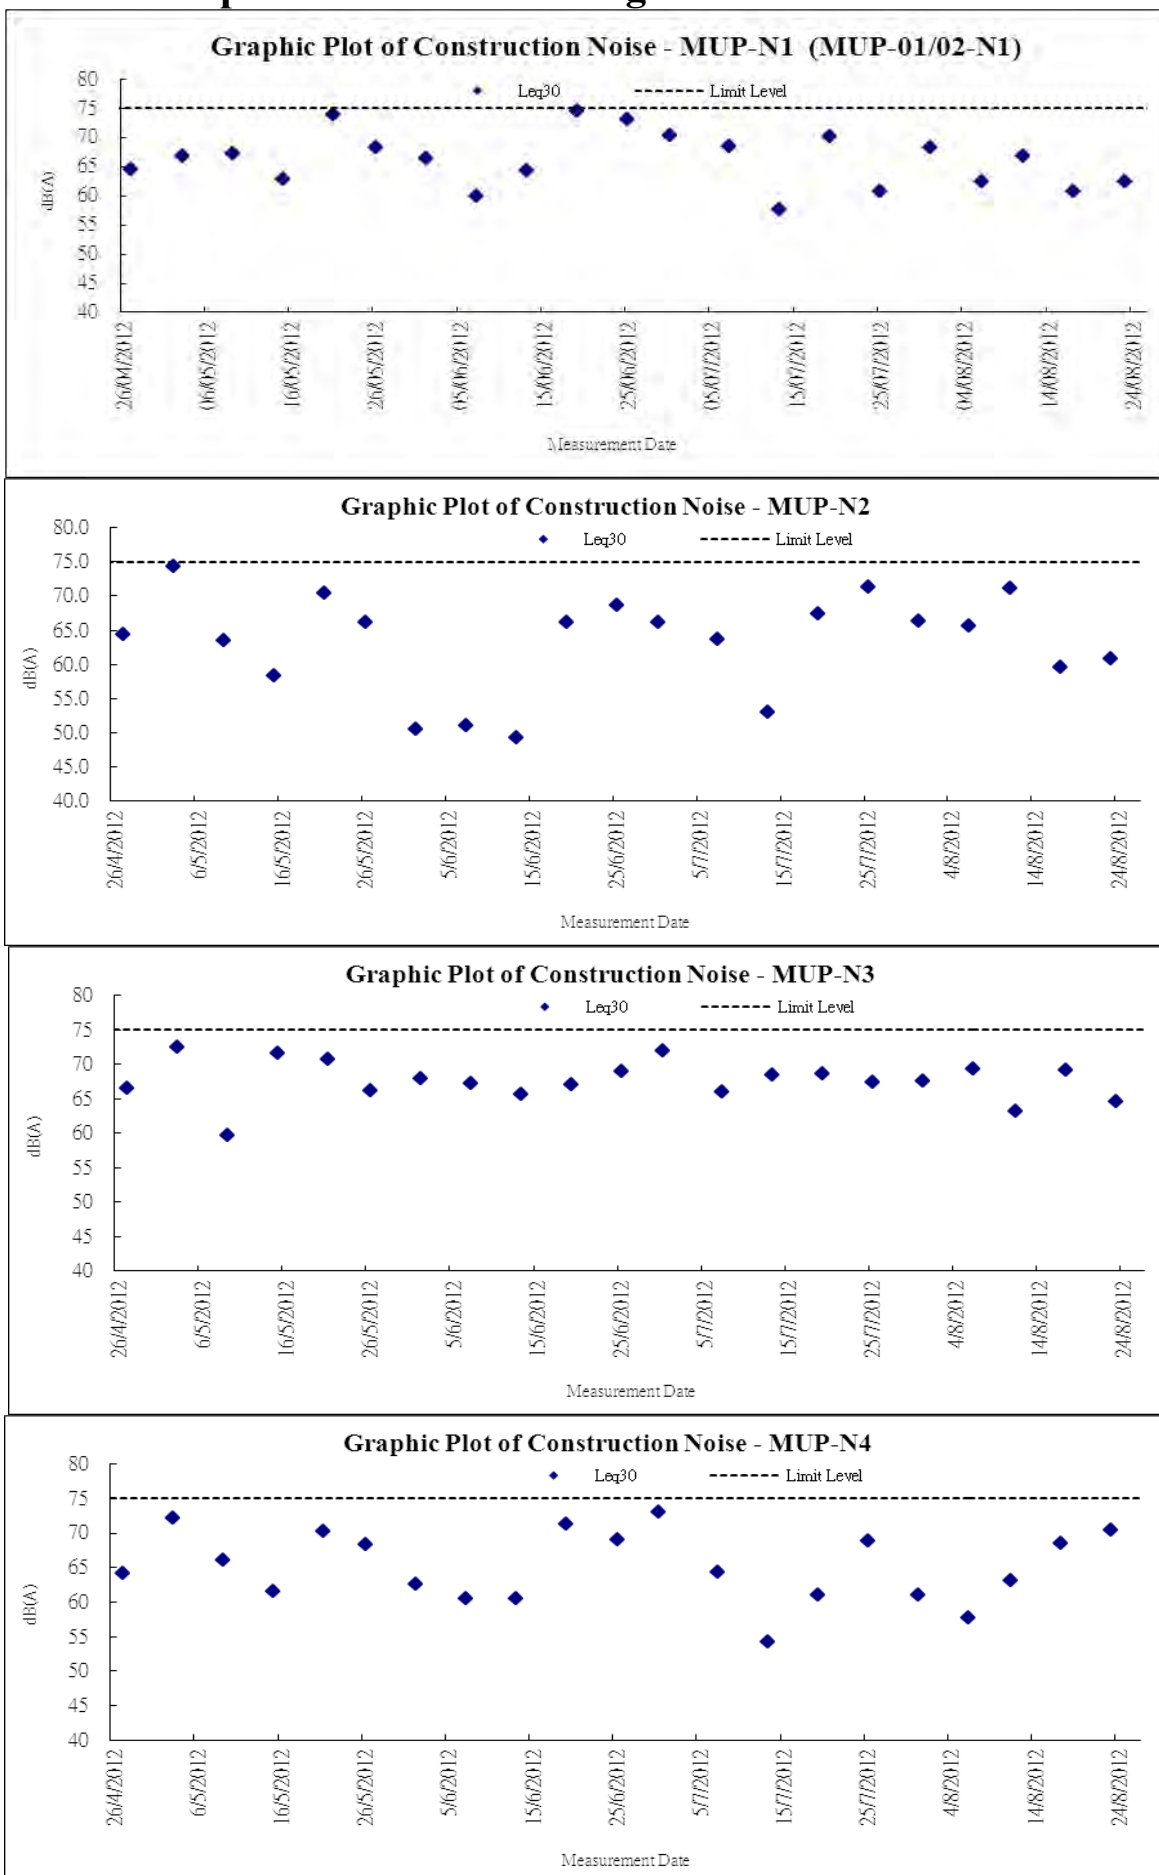 Graphic Plot of Construction Noise - MUP-N1 (MUP-01/02-N1)
Leq30 Limit Level
80
75
70
65
60
55
50
45
40
dB(A)
26/04/2012 06/05/2012 16/05/2012 26/05/2012 05/06/2012 15/06/2012 25/06/2012 05/07/2012 15/07/2012 25/07/2012 04/08/2012 14/08/2012 24/08/2012
Measurement Date
Graphic Plot of Construction Noise - MUP-N2
Leq30 Limit Level
80.0
75.0
70.0
65.0
60.0
55.0
50.0
45.0
40.0
dB(A)
26/4/2012 6/5/2012 16/5/2012 26/5/2012 5/6/2012 15/6/2012 25/6/2012 5/7/2012 15/7/2012 25/7/2012 4/8/2012 14/8/2012 24/8/2012
Measurement Date
Graphic Plot of Construction Noise - MUP-N3
Leq30 Limit Level
80
75
70
65
60
55
50
45
40
dB(A)
26/4/2012 6/5/2012 16/5/2012 26/5/2012 5/6/2012 15/6/2012 25/6/2012 5/7/2012 15/7/2012 25/7/2012 4/8/2012 14/8/2012 24/8/2012
Measurement Date
Graphic Plot of Construction Noise - MUP-N4
Leq30 Limit Level
80
75
70
65
60
55
50
45
40
dB(A)
26/4/2012 6/5/2012 16/5/2012 26/5/2012 5/6/2012 15/6/2012 25/6/2012 5/7/2012 15/7/2012 25/7/2012 4/8/2012 14/8/2012 24/8/2012
Measurement Date